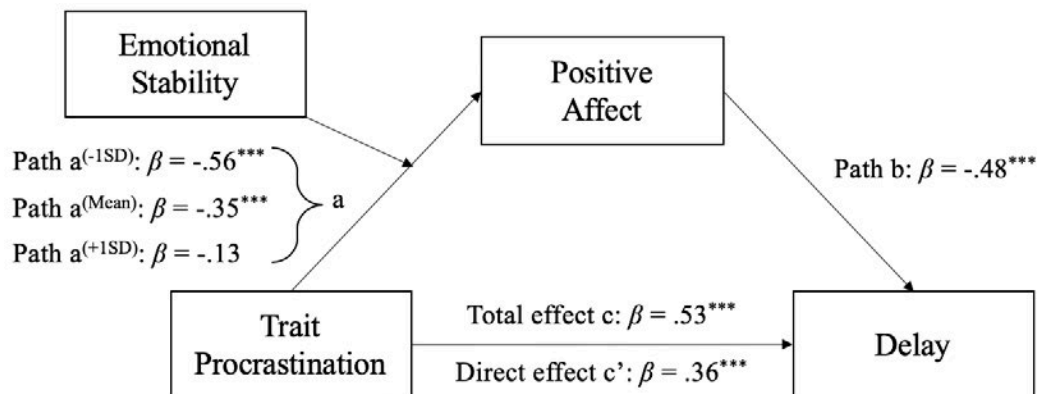 Emotional
Stability
Positive
Affect
Path a(-1SD): β = -.56***
Path a(Mean): β = -.35***
Path a(+1SD): β = -.13
a
Path b: β = -.48***
Trait
Procrastination
Total effect c: β = .53***
Direct effect c’: β = .36***
Delay